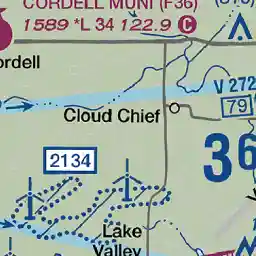 CORDELL MUNI (F36)
1589 *L 34 122.9 C
ordell
V 272
79
Cloud Chief
36
2134
Lake
Valley